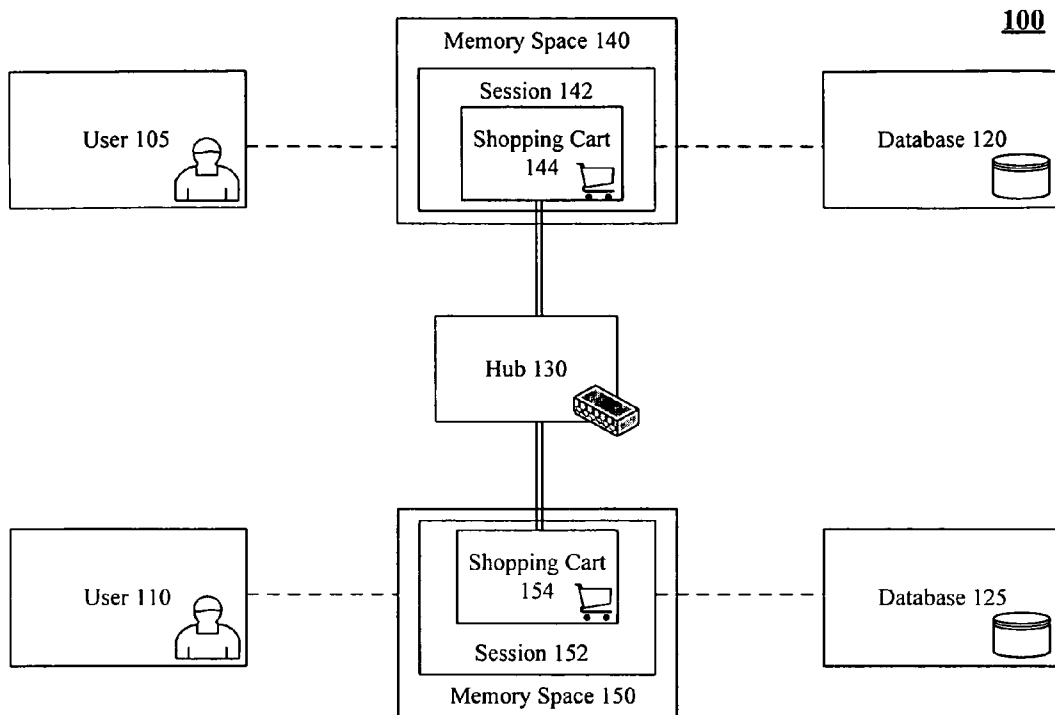 100
Memory Space 140
Session 142
User 105
Shopping Cart
144
Database 120
Hub 130
Shopping Cart
154
User 110
Database 125
Session 152
Memory Space 150